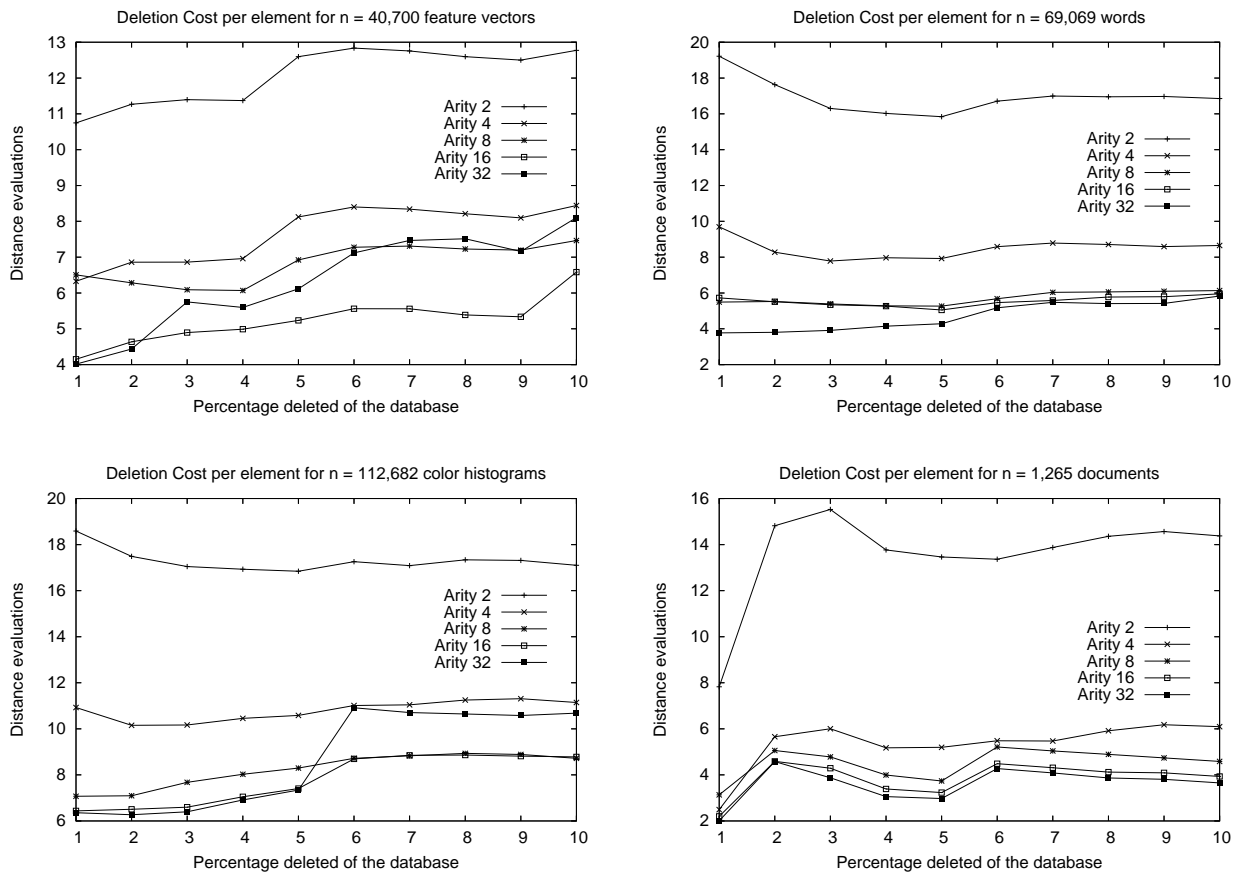 Deletion Cost per element for n = 40,700 feature vectors
13
12
11
10
9
8
7
6
5
4
Distance evaluations
Arity 2
Arity 4
Arity 8
Arity 16
Arity 32
1 2 3 4 5 6 7 8 9 10
Percentage deleted of the database
Deletion Cost per element for n = 69,069 words
20
18
16
14
12
10
8
6
4
2
Distance evaluations
Arity 2
Arity 4
Arity 8
Arity 16
Arity 32
1 2 3 4 5 6 7 8 9 10
Percentage deleted of the database
Deletion Cost per element for n = 112,682 color histograms
20
18
16
14
12
10
8
6
Distance evaluations
Arity 2
Arity 4
Arity 8
Arity 16
Arity 32
1 2 3 4 5 6 7 8 9 10
Percentage deleted of the database
Deletion Cost per element for n = 1,265 documents
16
14
12
10
8
6
4
2
Distance evaluations
Arity 2
Arity 4
Arity 8
Arity 16
Arity 32
1 2 3 4 5 6 7 8 9 10
Percentage deleted of the database